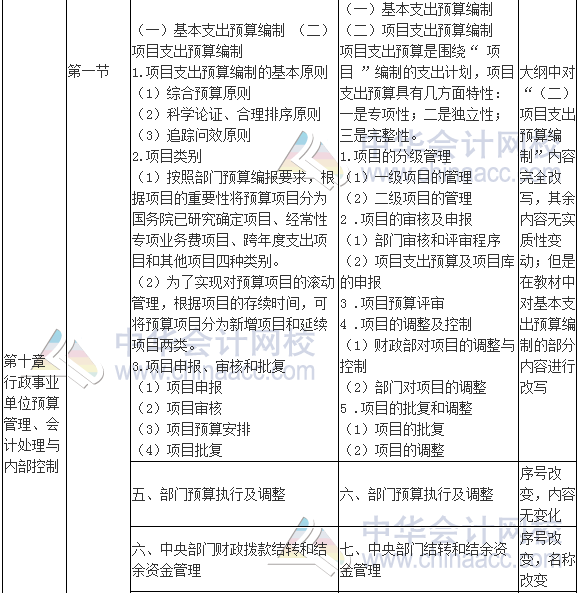 第十章
行政事业
单位预算
管理、会
计处理与
内部控制
第一节
（一）基本支出预算编制 （二）
项目支出预算编制
1.项目支出预算编制的基本原则
（1）综合预算原则
（2）科学论证、合理排序原则
（3）追踪问效原则
2.项目类别
（1）按照部门预算编报要求，根
据项目的重要性将预算项目分为
国务院已研究确定项目、经常性
专项业务费项目、跨年度支出项
目和其他项目四种类别。
（2）为了实现对预算项目的滚动
管理，根据项目的存续时间，可
将预算项目分为新增项目和延续
项目两类。
3.项目申报、审核和批复
（1）项目申报
（2）项目审核
（3）项目预算安排
（4）项目批复
（一）基本支出预算编制
（二）项目支出预算编制
项目支出预算是围绕“ 项
目 ”编制的支出计划，项目
支出预算具有几方面特性：
一是专项性；二是独立性；
三是完整性。
1.项目的分级管理
（1）一级项目的管理
（2）二级项目的管理
2 .项目的审核及申报
（1）部门审核和评审程序
（2）项目支出预算及项目库
的申报
3 .项目预算评审
4 .项目的调整及控制
（1）财政部对项目的调整与
控制
（2）部门对项目的调整
5 .项目的批复和调整
（1）项目的批复
（2）项目的调整
大纲中对
“（二）
项目支出
预算编
制”内容
完全改
写，其余
内容无实
质性变
动；但是
在教材中
对基本支
出预算编
制的部分
内容进行
改写
五、部门预算执行及调整
六、部门预算执行及调整
序号改
变，内容
无变化
六、中央部门财政拨款结转和结
余资金管理
七、中央部门结转和结余资
金管理
序号改
变，名称
改变
中华会计网校
www.chinaacc.com
中华会计网校
www.chinaacc.com
中华会计网校
www.chinaacc.com